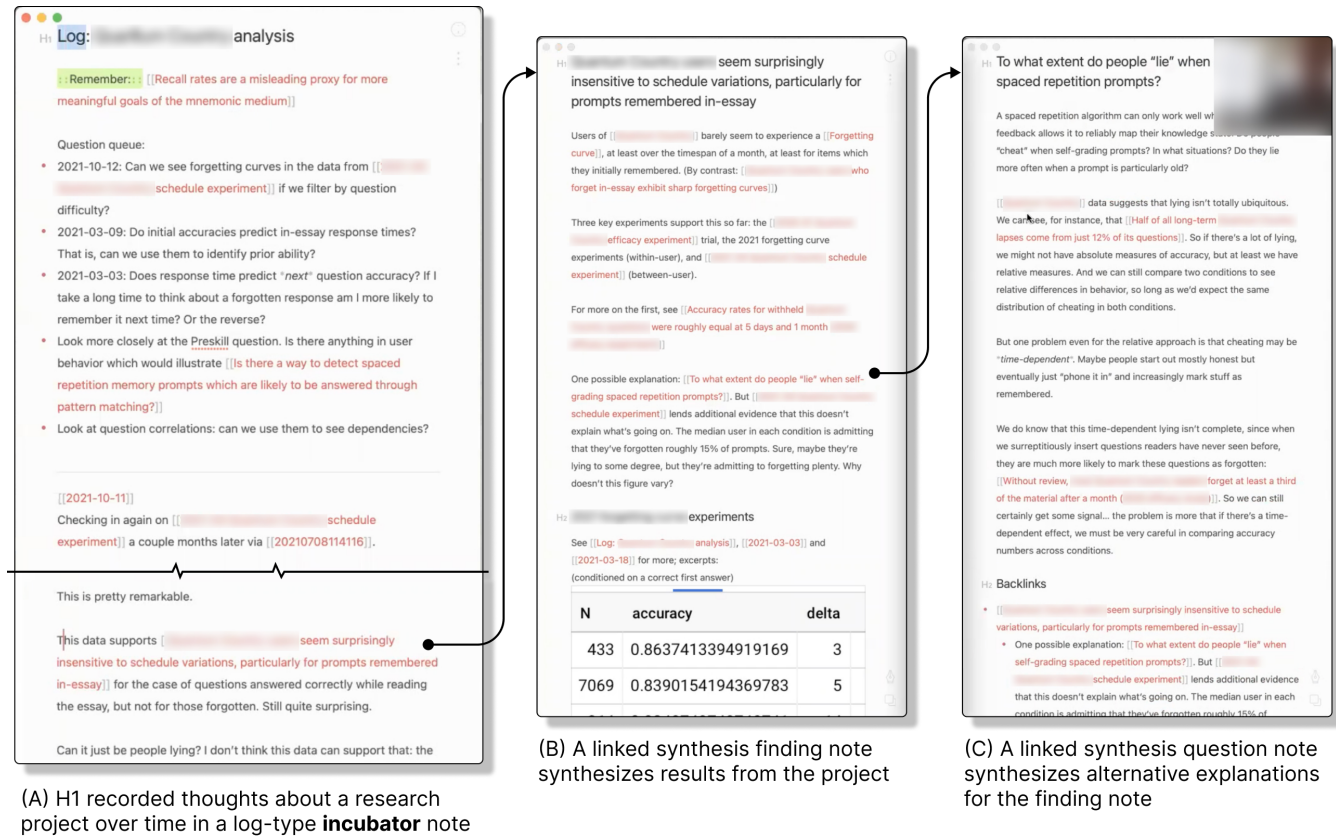 H1 Log: analysis
::Remember:: [[Recall rates are a misleading proxy for more
meaningful goals of the mnemonic medium]]
Question queue:
• 2021-10-12: Can we see forgetting curves in the data from [[
schedule experiment]] if we filter by question
difficulty?
• 2021-03-09: Do initial accuracies predict in-essay response times?
That is, can we use them to identify prior ability?
• 2021-03-03: Does response time predict *next* question accuracy? If I
take a long time to think about a forgotten response am I more likely to
remember it next time? Or the reverse?
• Look more closely at the Preskill question. Is there anything in user
behavior which would illustrate [[Is there a way to detect spaced
repetition memory prompts which are likely to be answered through
pattern matching?]]
• Look at question correlations: can we use them to see dependencies?
[[2021-10-11]]
Checking in again on [[ schedule
experiment]] a couple months later via [[20210708114116]].
This is pretty remarkable.
This data supports [ seem surprisingly
insensitive to schedule variations, particularly for prompts remembered
in-essay]] for the case of questions answered correctly while reading
the essay, but not for those forgotten. Still quite surprising.
Can it just be people lying? I don't think this data can support that: the
(A) H1 recorded thoughts about a research
project over time in a log-type incubator note
H1 seem surprisingly
insensitive to schedule variations, particularly for
prompts remembered in-essay
Users of [[ ]] barely seem to experience a [[Forgetting
curve]], at least over the timespan of a month, at least for items which
they initially remembered. (By contrast: [[ who
forget in-essay exhibit sharp forgetting curves]])
Three key experiments support this so far: the [[
efficacy experiment]] trial, the 2021 forgetting curve
experiments (within-user), and [[ schedule
experiment]] (between-user).
For more on the first, see [[Accuracy rates for withheld
were roughly equal at 5 days and 1 month
]]
One possible explanation: [[To what extent do people "lie" when self-
grading spaced repetition prompts?]]. But [[
schedule experiment]] lends additional evidence that this doesn't
explain what's going on. The median user in each condition is admitting
that they've forgotten roughly 15% of prompts. Sure, maybe they're
lying to some degree, but they're admitting to forgetting plenty. Why
doesn't this figure vary?
H2 experiments
See [[Log: analysis]], [[2021-03-03]] and
[[2021-03-18]] for more; excerpts:
(conditioned on a correct first answer)
N accuracy delta
433 0.8637413394919169 3
7069 0.8390154194369783 5
(B) A linked synthesis finding note
synthesizes results from the project
H1 To what extent do people "lie" when
spaced repetition prompts?
A spaced repetition algorithm can only work well
feedback allows it to reliably map their knowledge
"cheat" when self-grading prompts? In what situations? Do they lie
more often when a prompt is particularly old?
[[ ]] data suggests that lying isn't totally ubiquitous.
We can see, for instance, that [[Half of all long-term
lapses come from just 12% of its questions]]. So if there's a lot of lying,
we might not have absolute measures of accuracy, but at least we have
relative measures. And we can still compare two conditions to see
relative differences in behavior, so long as we'd expect the same
distribution of cheating in both conditions.
But one problem even for the relative approach is that cheating may be
*time-dependent*. Maybe people start out mostly honest but
eventually just "phone it in" and increasingly mark stuff as
remembered.
We do know that this time-dependent lying isn't complete, since when
we surreptitiously insert questions readers have never seen before,
they are much more likely to mark these questions as forgotten:
[[Without review, forget at least a third
of the material after a month ( )]]. So we can still
certainly get some signal... the problem is more that if there's a time-
dependent effect, we must be very careful in comparing accuracy
numbers across conditions.
H2 Backlinks
• [[ seem surprisingly insensitive to schedule
variations, particularly for prompts remembered in-essay]]
• One possible explanation: [[To what extent do people "lie" when
self-grading spaced repetition prompts?]]. But [[
schedule experiment]] lends additional evidence
that this doesn't explain what's going on. The median user in each
condition is admitting that they've forgotten roughly 15% of
(C) A linked synthesis question note
synthesizes alternative explanations
for the finding note